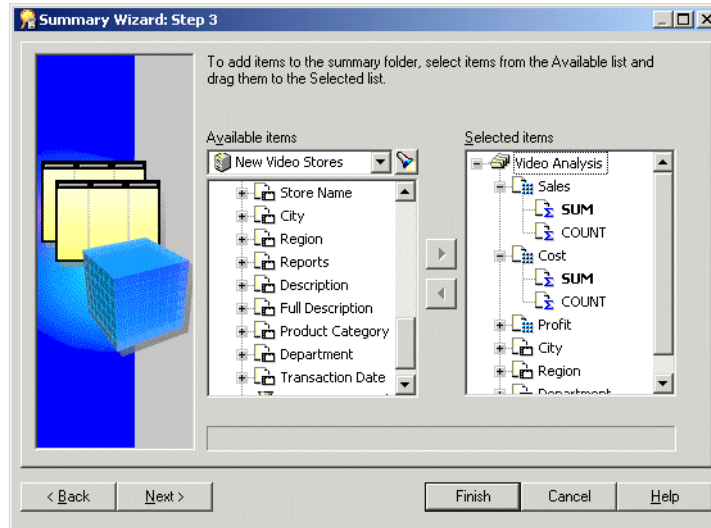 Summary Wizard: Step 3
To add items to the summary folder, select items from the Available list and
drag them to the Selected list.
Available items
New Video Stores
Store Name
City
Region
Reports
Description
Full Description
Product Category
Department
Transaction Date
Selected items
Video Analysis
Sales
SUM
COUNT
Cost
SUM
COUNT
Profit
City
Region
Department
< Back
Next >
Finish
Cancel
Help